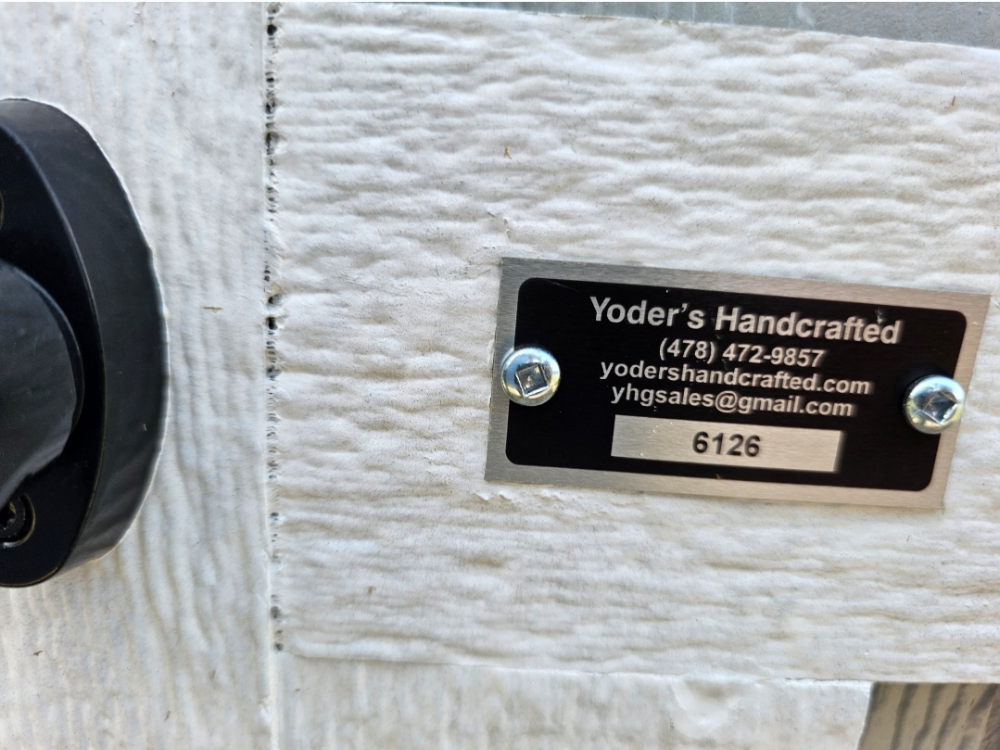 Yoder's Handcrafted
(478) 472-9857
yodershandcrafted.com
yhgsales@gmail.com
6126